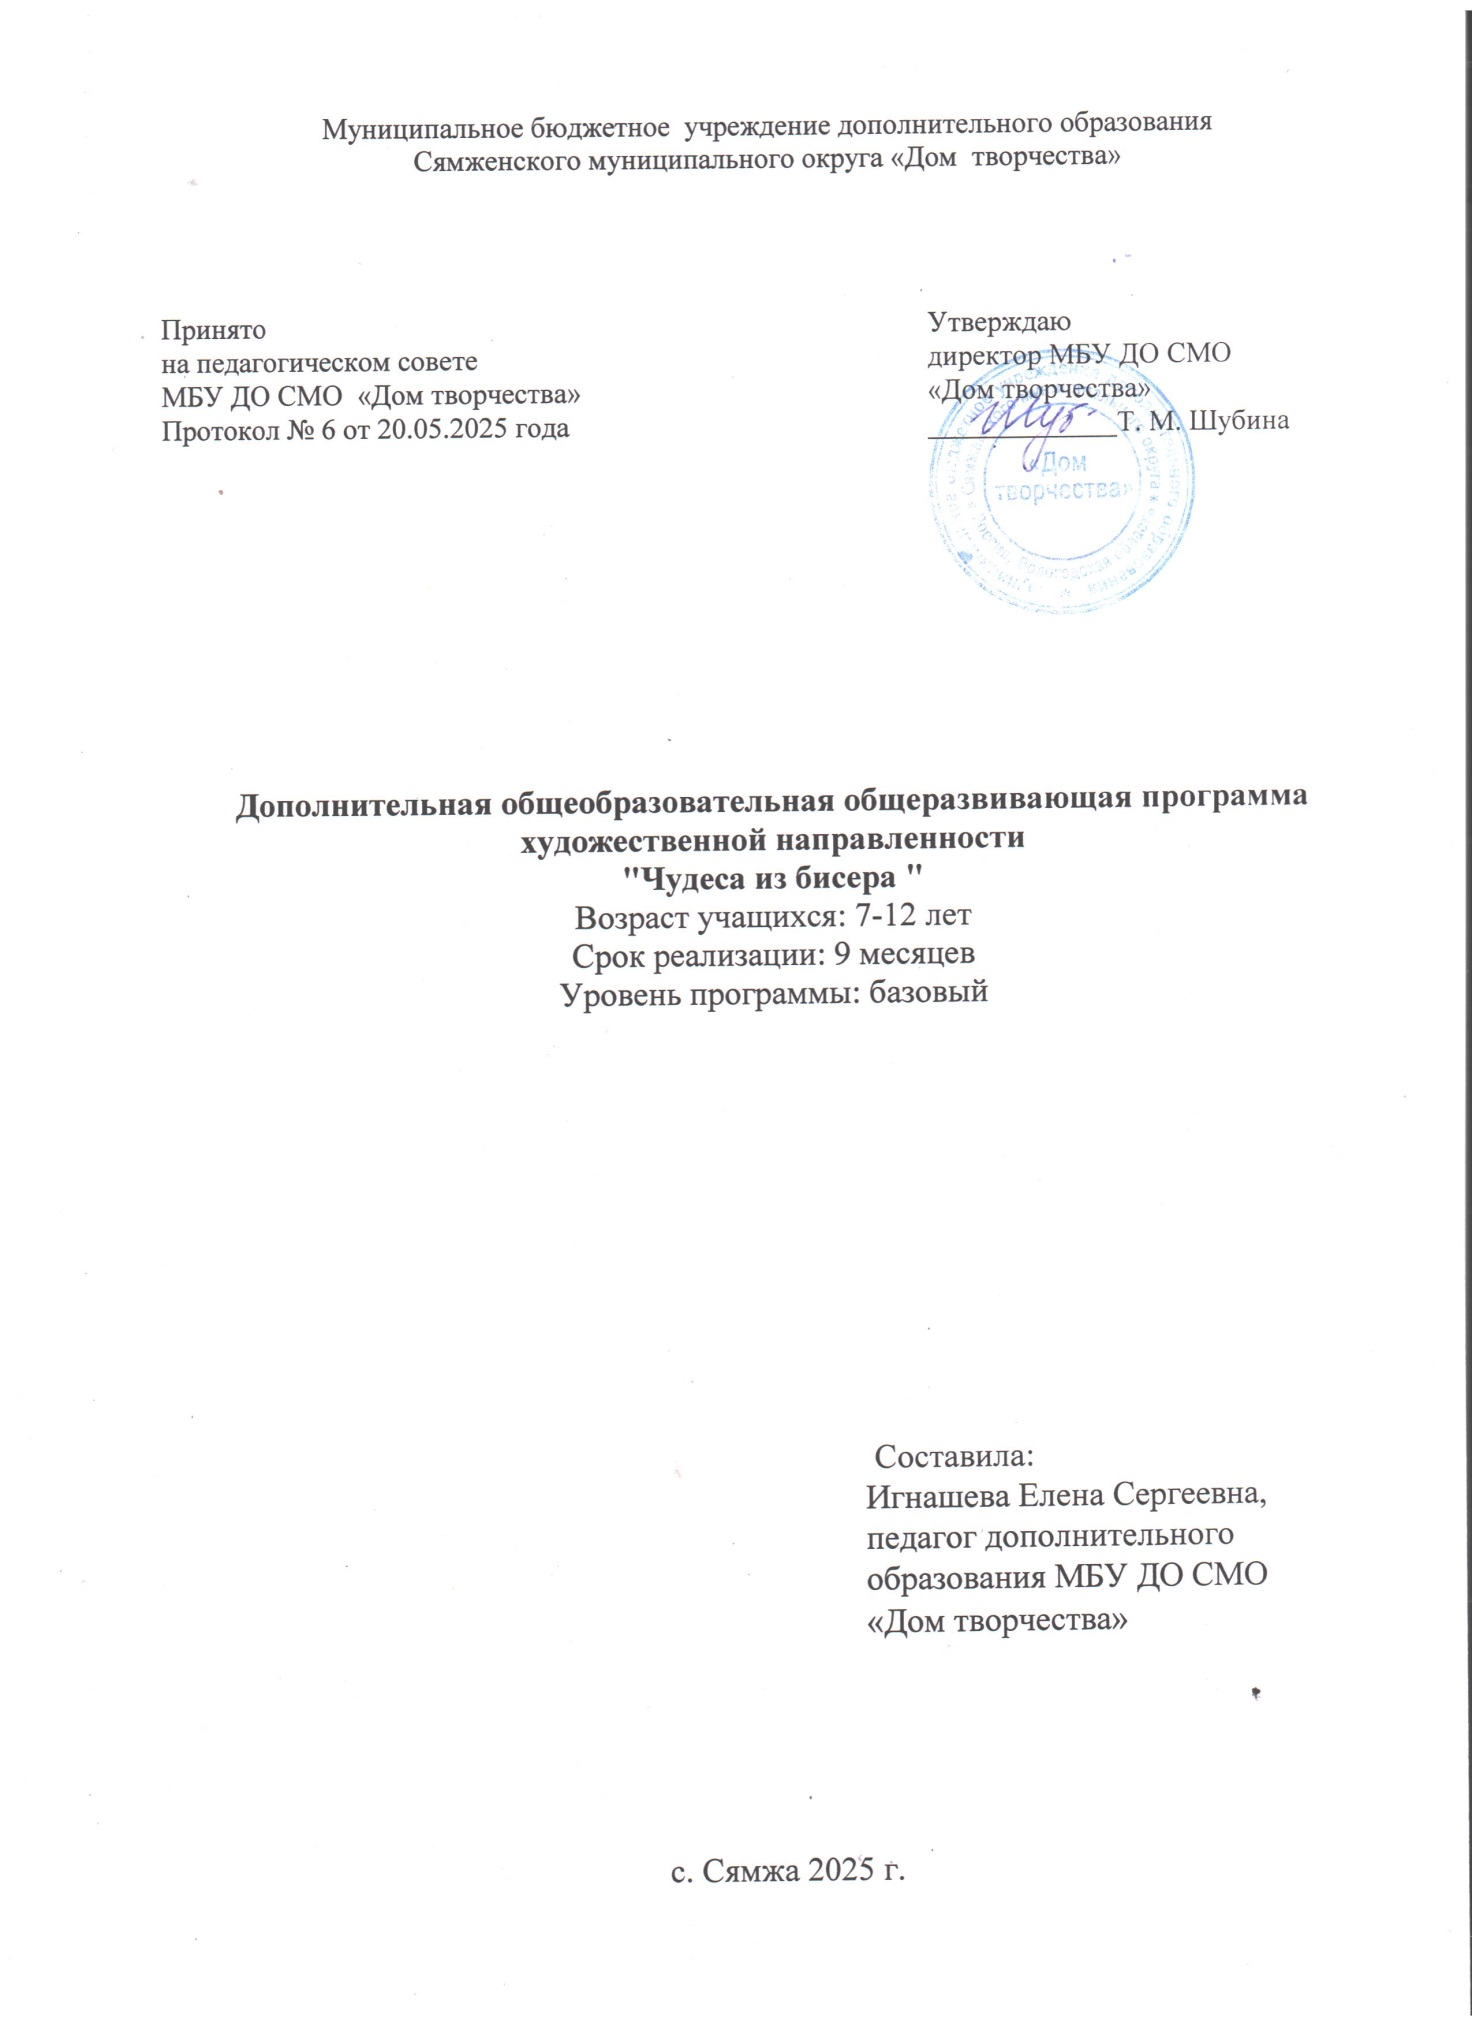 Муниципальное бюджетное  учреждение дополнительного образования
Сямженского муниципального округа «Дом  творчества»
Принято
на педагогическом совете
МБУ ДО СМО  «Дом творчества»
Протокол № 6 от 20.05.2025 года
Утверждаю
директор МБУ ДО СМО
«Дом творчества»
______________Т. М. Шубина
«Дом
творчества»
Дополнительная общеобразовательная общеразвивающая программа
художественной направленности
"Чудеса из бисера "
Возраст учащихся: 7-12 лет
Срок реализации: 9 месяцев
Уровень программы: базовый
Составила:
Игнашева Елена Сергеевна,
педагог дополнительного
образования МБУ ДО СМО
«Дом творчества»
с. Сямжа 2025 г.